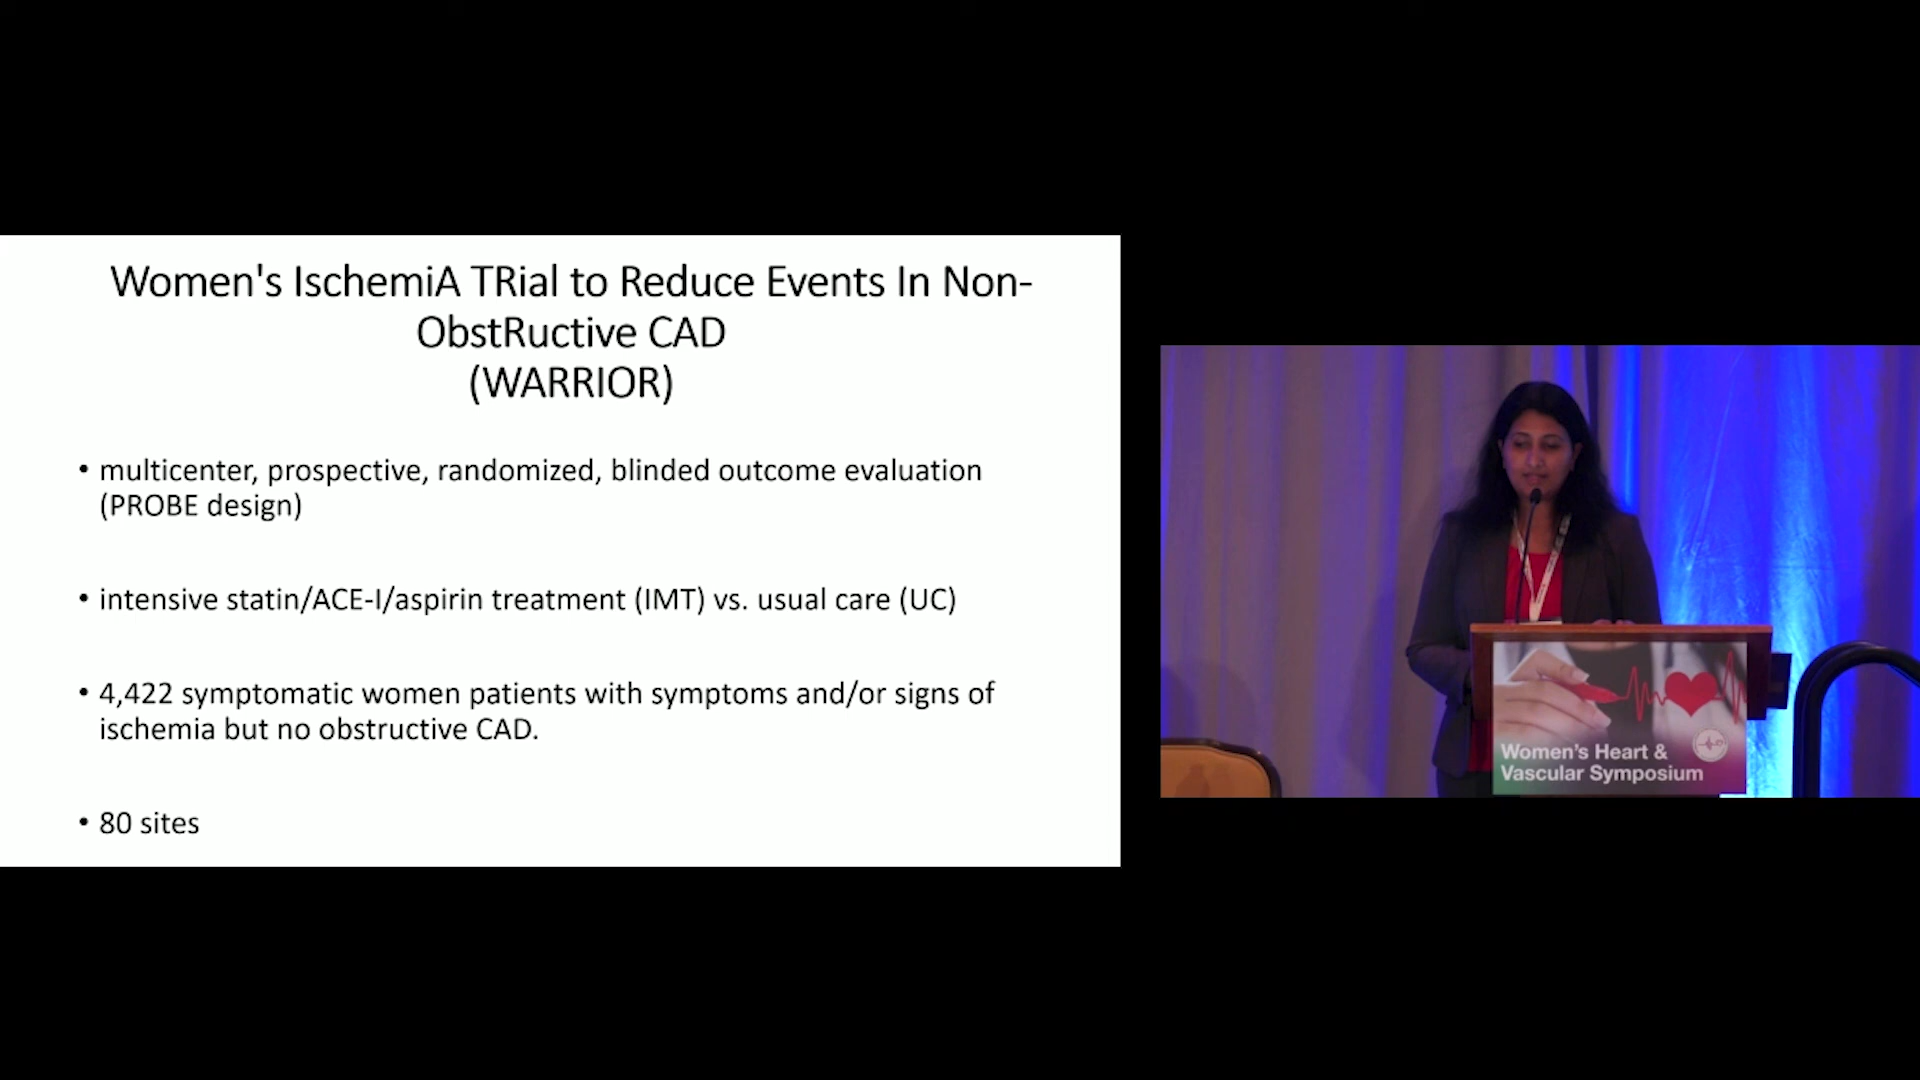 Women's IschemiA TRial to Reduce Events In Non-
ObstRuctive CAD
(WARRIOR)
• multicenter, prospective, randomized, blinded outcome evaluation
(PROBE design)
• intensive statin/ACE-I/aspirin treatment (IMT) vs. usual care (UC)
• 4,422 symptomatic women patients with symptoms and/or signs of
ischemia but no obstructive CAD.
• 80 sites
Women's Heart &
Vascular Symposium